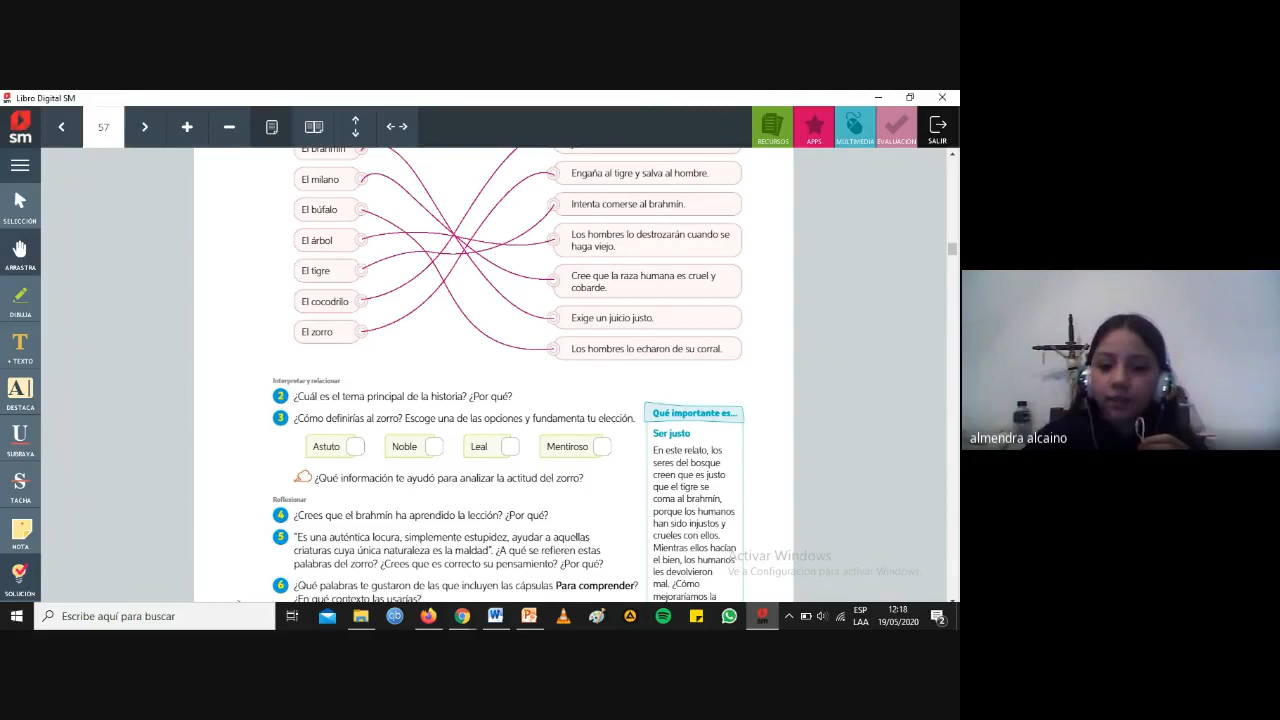 Libro Digital SM
sm
57
RECURSOS
APPS
MULTIMEDIA
EVALUACIÓN
SALIR
SELECCIÓN
ARRASTRA
DIBUJA
T
+ TEXTO
A
DESTACA
U
SUBRAYA
S
TACHA
NOTA
SOLUCIÓN
El brahmín
El milano
El búfalo
El árbol
El tigre
El cocodrilo
El zorro
Engaña al tigre y salva al hombre.
Intenta comerse al brahmín.
Los hombres lo destrozarán cuando se
haga viejo.
Cree que la raza humana es cruel y
cobarde.
Exige un juicio justo.
Los hombres lo echaron de su corral.
Interpretar y relacionar
2 ¿Cuál es el tema principal de la historia? ¿Por qué?
3 ¿Cómo definirías al zorro? Escoge una de las opciones y fundamenta tu elección.
Astuto
Noble
Leal
Mentiroso
¿Qué información te ayudó para analizar la actitud del zorro?
Reflexionar
4 ¿Crees que el brahmín ha aprendido la lección? ¿Por qué?
5 "Es una auténtica locura, simplemente estupidez, ayudar a aquellas
criaturas cuya única naturaleza es la maldad". ¿A qué se refieren estas
palabras del zorro? ¿Crees que es correcto su pensamiento? ¿Por qué?
6 ¿Qué palabras te gustaron de las que incluyen las cápsulas Para comprender?
¿En qué contexto las usarías?
Qué importante es...
Ser justo
En este relato, los
seres del bosque
creen que es justo
que el tigre se
coma al brahmín,
porque los humanos
han sido injustos y
crueles con ellos.
Mientras ellos hacían
el bien, los humanos
les devolvieron
mal. ¿Cómo
mejoraríamos la
Activar Windows
Ve a Configuración para activar Windows.
Escribe aquí para buscar
ESP
LAA
12:18
19/05/2020
2
almendra alcaino